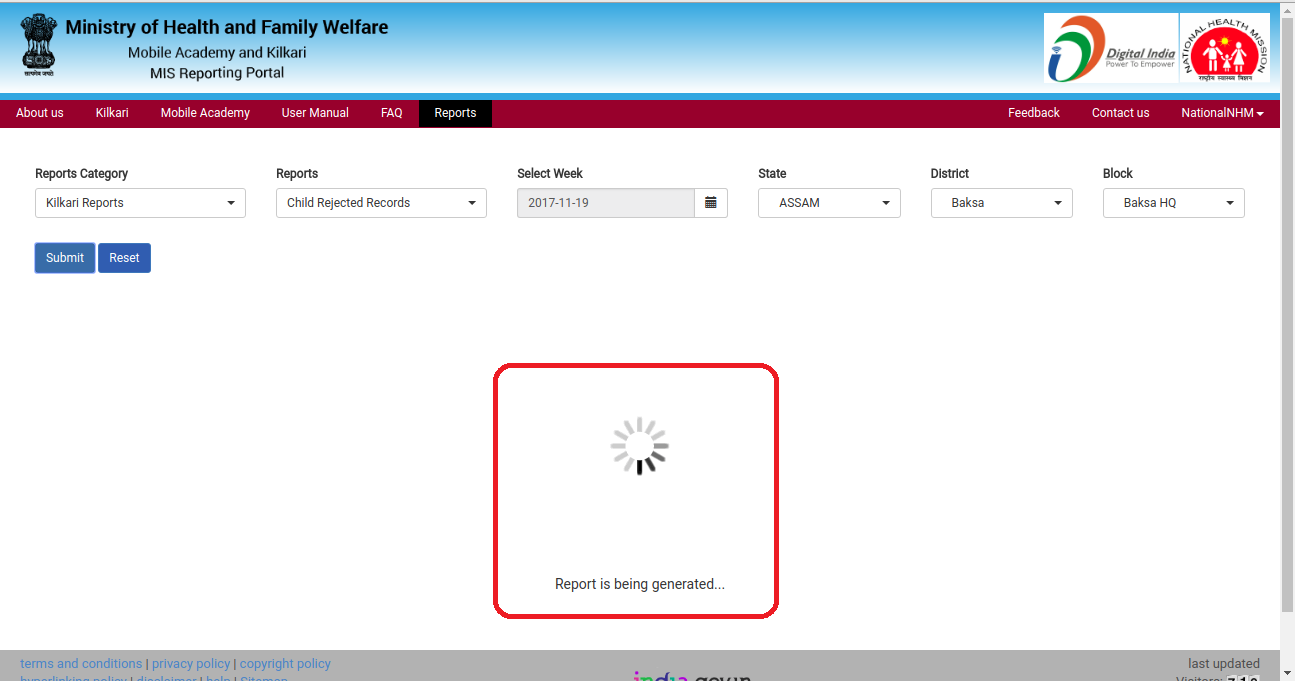 Ministry of Health and Family Welfare
Mobile Academy and Kilkari
MIS Reporting Portal
सत्यमेव जयते
Digital India
Power To Empower
NATIONAL HEALTH MISSION
राष्ट्रीय स्वास्थ्य मिशन
About us Kilkari Mobile Academy User Manual FAQ Reports Feedback Contact us NationalNHM
Reports Category Reports Select Week State District Block
Kilkari Reports Child Rejected Records 2017-11-19 ASSAM Baksa Baksa HQ
Submit Reset
Report is being generated...
terms and conditions | privacy policy | copyright policy last updated
hyperlinking policy | disclaimer | help | Sitemap india.gov.in Visitors: